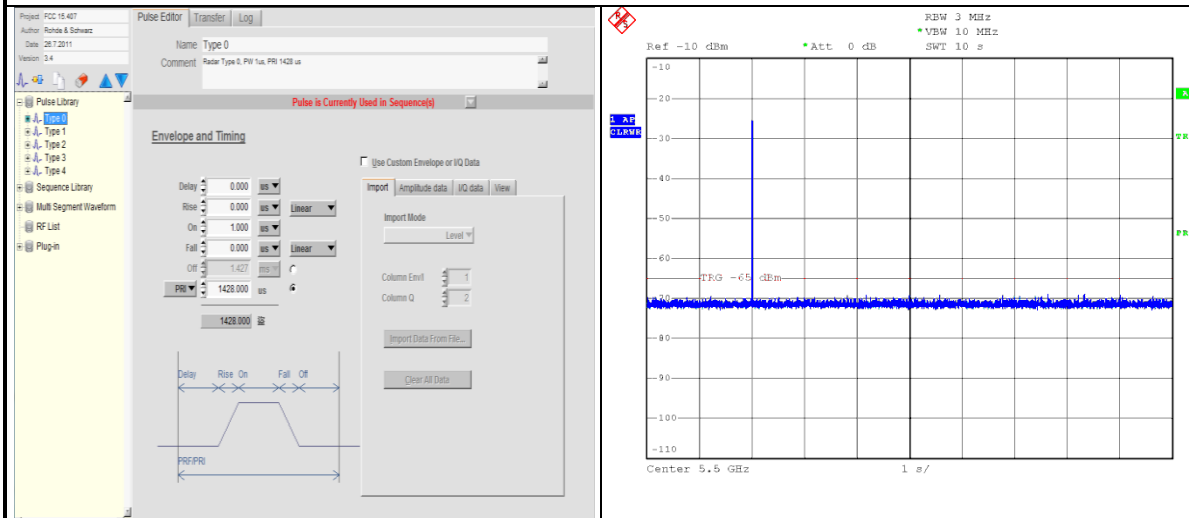 Project FCC 15.407
Author Rohde & Schwarz
Date 26.7.2011
Version 3.4
Pulse Library
Type 0
Type 1
Type 2
Type 3
Type 4
Sequence Library
Multi Segment Waveform
RF List
Plug-in
Pulse Editor Transfer Log
Name Type 0
Comment Radar Type 0, PW 1us, PRI 1428 us
Pulse is Currently Used in Sequence(s)
Envelope and Timing
Use Custom Envelope or I/Q Data
Delay 0.000 us
Rise 0.000 us Linear
On 1.000 us
Fall 0.000 us Linear
Off 1.427 ms
PRI 1428.000 us
1428.000
Import Amplitude data I/Q data View
Import Mode
Level
Column Env/I 1
Column Q 2
Import Data From File...
Clear All Data
Delay Rise On Fall Off
PRF/PRI
RBW 3 MHz
*VBW 10 MHz
Ref -10 dBm *Att 0 dB SWT 10 s
-10
-20
-30
-40
-50
-60
TRG -65 dBm
-70
-80
-90
-100
-110
1 AP
CLRWR
A
Center 5.5 GHz 1 s/